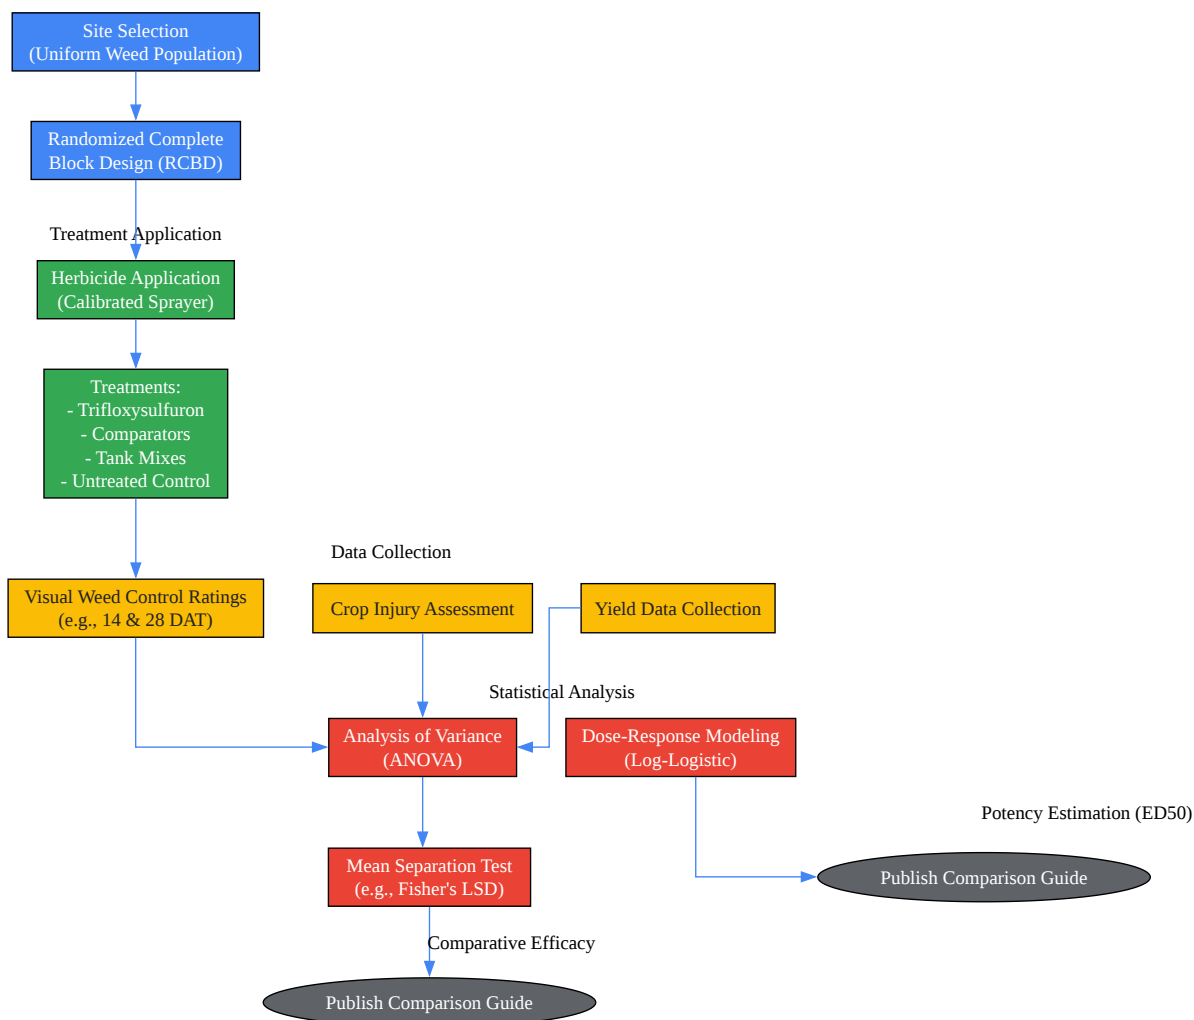 Site Selection
(Uniform Weed Population)
Randomized Complete
Block Design (RCBD)
Treatment Application
Herbicide Application
(Calibrated Sprayer)
Treatments:
- Trifloxysulfuron
- Comparators
- Tank Mixes
- Untreated Control
Data Collection
Visual Weed Control Ratings
(e.g., 14 & 28 DAT)
Crop Injury Assessment
Yield Data Collection
Statistical Analysis
Analysis of Variance
(ANOVA)
Dose-Response Modeling
(Log-Logistic)
Potency Estimation (ED50)
Mean Separation Test
(e.g., Fisher's LSD)
Publish Comparison Guide
Comparative Efficacy
Publish Comparison Guide